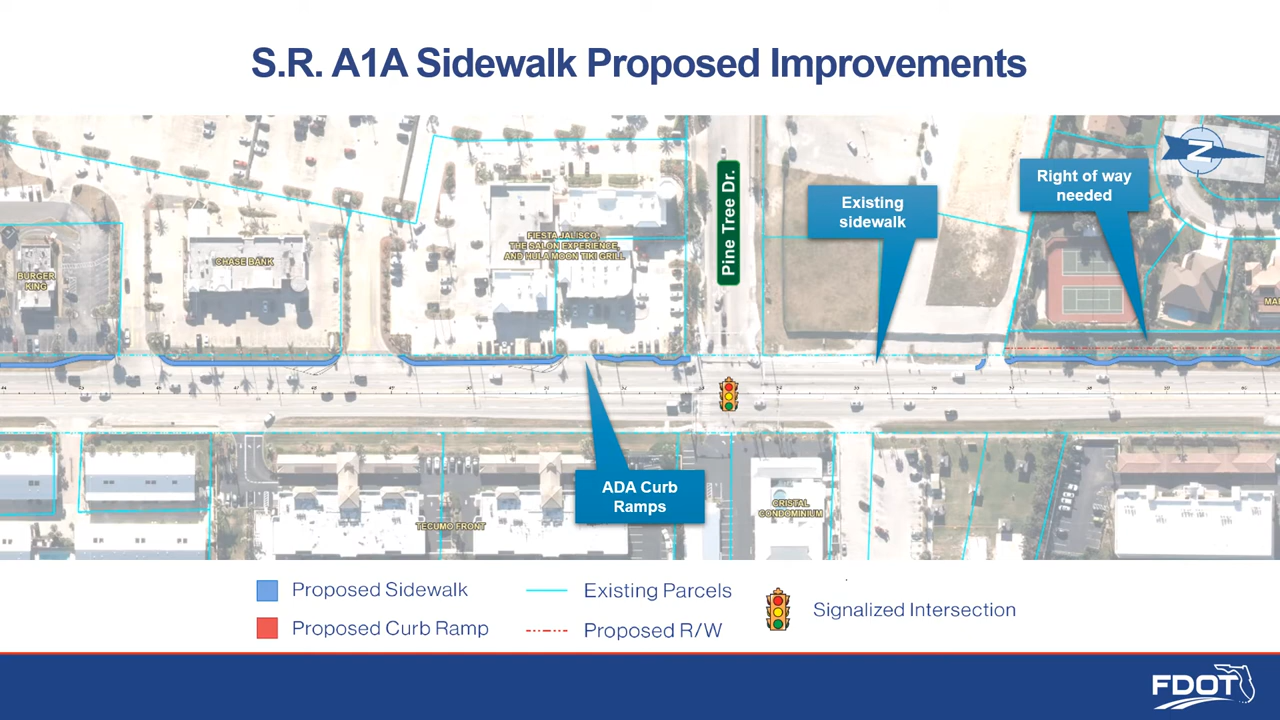 S.R. A1A Sidewalk Proposed Improvements
Pine Tree Dr.
Existing
sidewalk
Right of way
needed
N
BURGER
KING
CHASE BANK
FIESTA JALISCO,
THE SALON EXPERIENCE,
AND HULA MOON TIKI GRILL
ADA Curb
Ramps
TECUMO FRONT
CRISTAL
CONDOMINIUM
Proposed Sidewalk
Existing Parcels
Signalized Intersection
Proposed Curb Ramp
Proposed R/W
FDOT